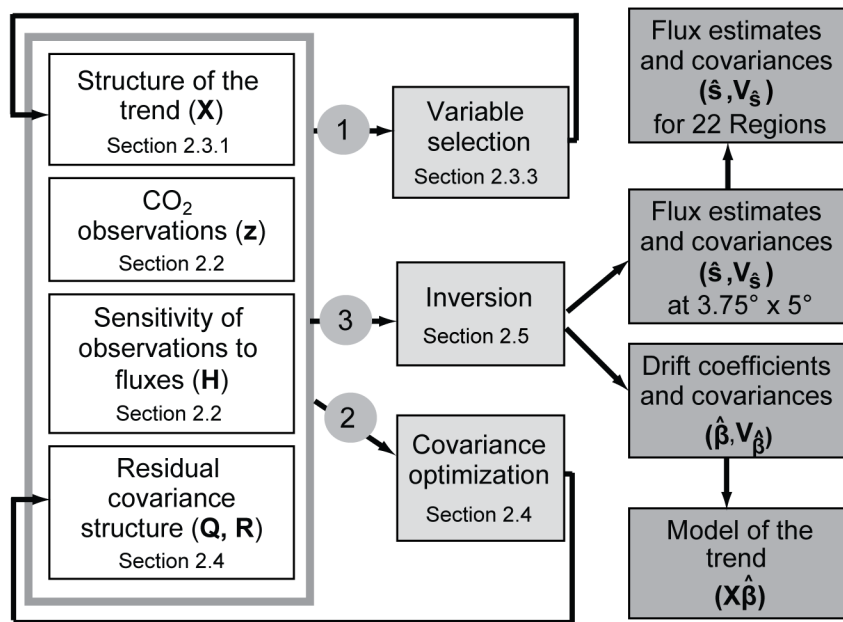 Structure of the
trend (X)
Section 2.3.1
CO₂
observations (z)
Section 2.2
Sensitivity of
observations to
fluxes (H)
Section 2.2
Residual
covariance
structure (Q, R)
Section 2.4
1
3
2
Variable
selection
Section 2.3.3
Inversion
Section 2.5
Covariance
optimization
Section 2.4
Flux estimates
and covariances
(ŝ,V_ŝ)
for 22 Regions
Flux estimates
and covariances
(ŝ,V_ŝ)
at 3.75° x 5°
Drift coefficients
and covariances
(β̂,V_β̂)
Model of the
trend
(Xβ̂)